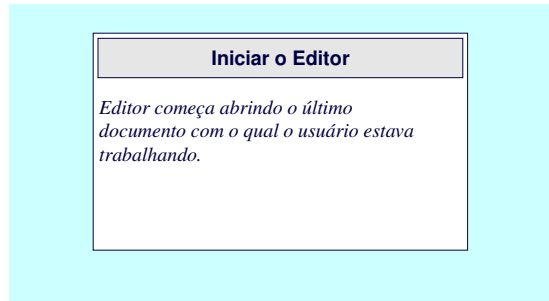 Iniciar o Editor
Editor começa abrindo o último
documento com o qual o usuário estava
trabalhando.